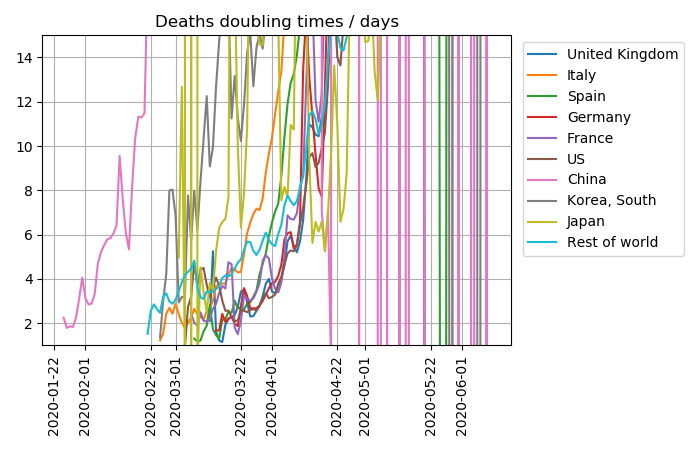 Deaths doubling times / days
14
12
10
8
6
4
2
2020-01-22
2020-02-01
2020-02-22
2020-03-01
2020-03-22
2020-04-01
2020-04-22
2020-05-01
2020-05-22
2020-06-01
United Kingdom
Italy
Spain
Germany
France
US
China
Korea, South
Japan
Rest of world